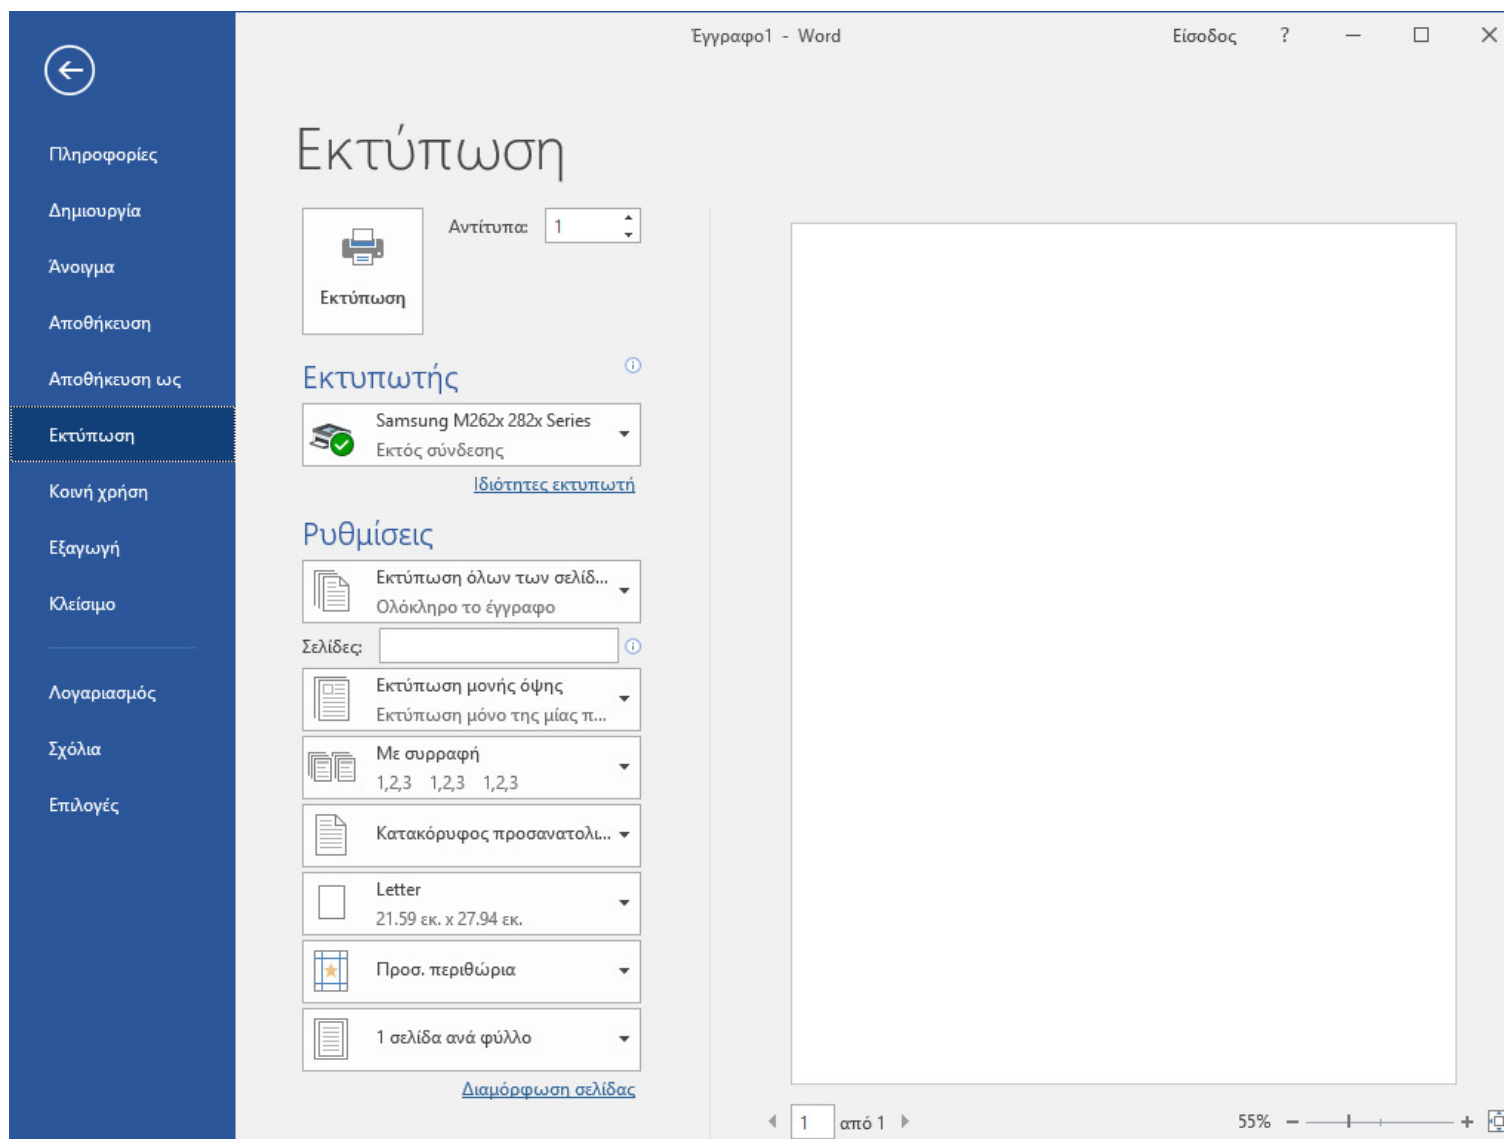 Έγγραφο1 - Word
Είσοδος ?
Πληροφορίες
Δημιουργία
Άνοιγμα
Αποθήκευση
Αποθήκευση ως
Εκτύπωση
Κοινή χρήση
Εξαγωγή
Κλείσιμο
Λογαριασμός
Σχόλια
Επιλογές
Εκτύπωση
Εκτύπωση
Αντίτυπα: 1
Εκτυπωτής
Samsung M262x 282x Series
Εκτός σύνδεσης
Ιδιότητες εκτυπωτή
Ρυθμίσεις
Εκτύπωση όλων των σελίδ...
Ολόκληρο το έγγραφο
Σελίδες:
Εκτύπωση μονής όψης
Εκτύπωση μόνο της μίας π...
Με συρραφή
1,2,3 1,2,3 1,2,3
Κατακόρυφος προσανατολι...
Letter
21.59 εκ. x 27.94 εκ.
Προσ. περιθώρια
1 σελίδα ανά φύλλο
Διαμόρφωση σελίδας
1 από 1
55%